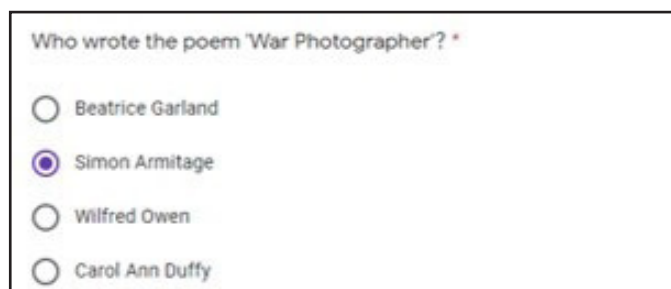 Who wrote the poem 'War Photographer'? *
Beatrice Garland
Simon Armitage
Wilfred Owen
Carol Ann Duffy